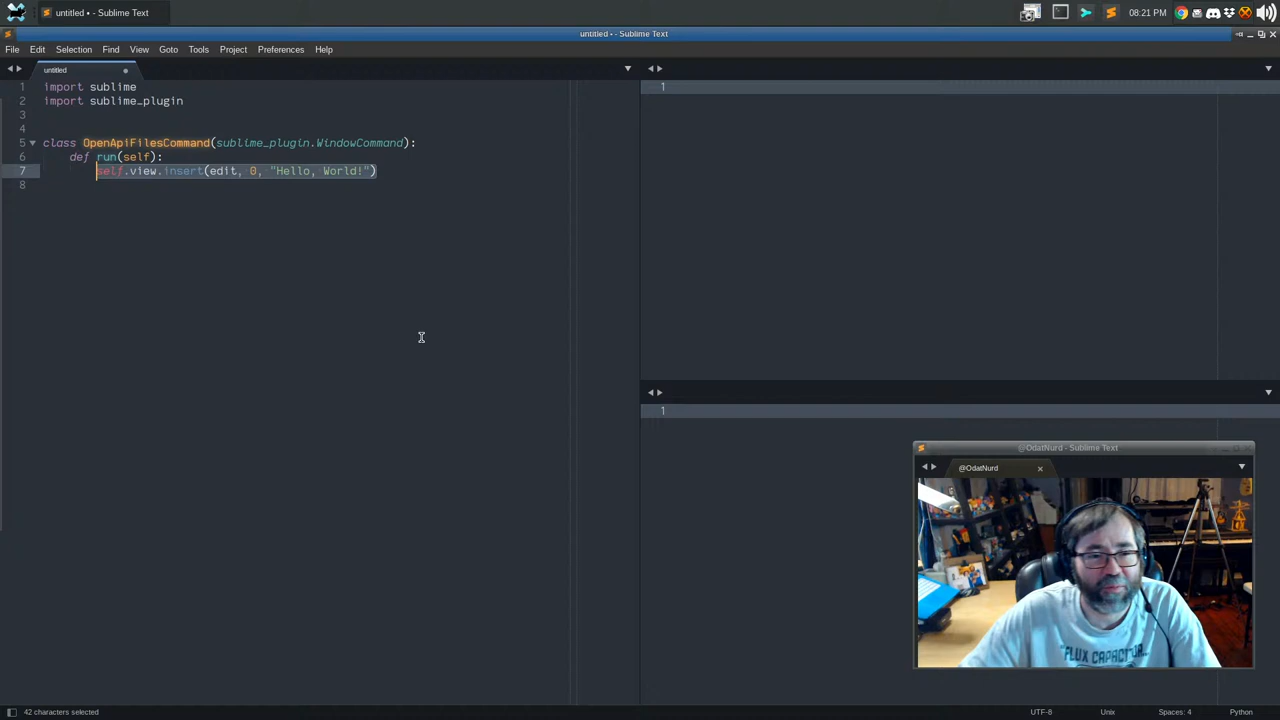 untitled • - Sublime Text
08:21 PM
untitled • - Sublime Text
File Edit Selection Find View Goto Tools Project Preferences Help
untitled
1 import sublime
2 import sublime_plugin
3
4
5 class OpenApiFilesCommand(sublime_plugin.WindowCommand):
6 def run(self):
7 self.view.insert(edit, 0, "Hello, World!")
8
1
1
@OdatNurd - Sublime Text
@OdatNurd
FLUX CAPACITOR...
42 characters selected
UTF-8 Unix Spaces: 4 Python